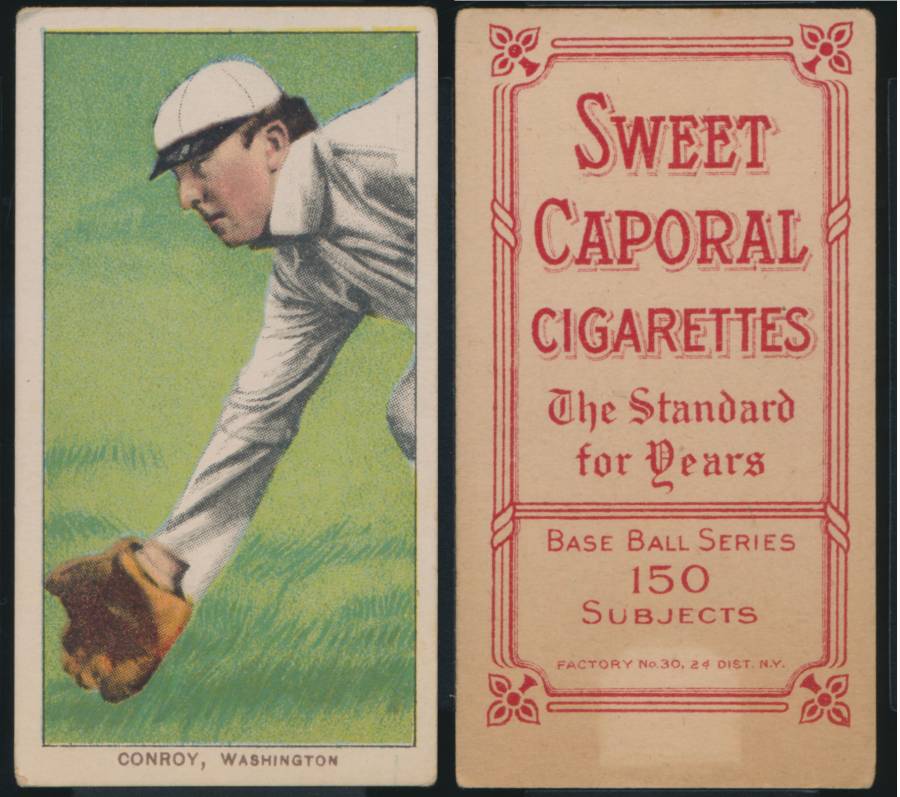 CONROY, WASHINGTON
SWEET
CAPORAL
CIGARETTES
The Standard
for Years
BASE BALL SERIES
150
SUBJECTS
FACTORY No. 30, 2d DIST. N.Y.